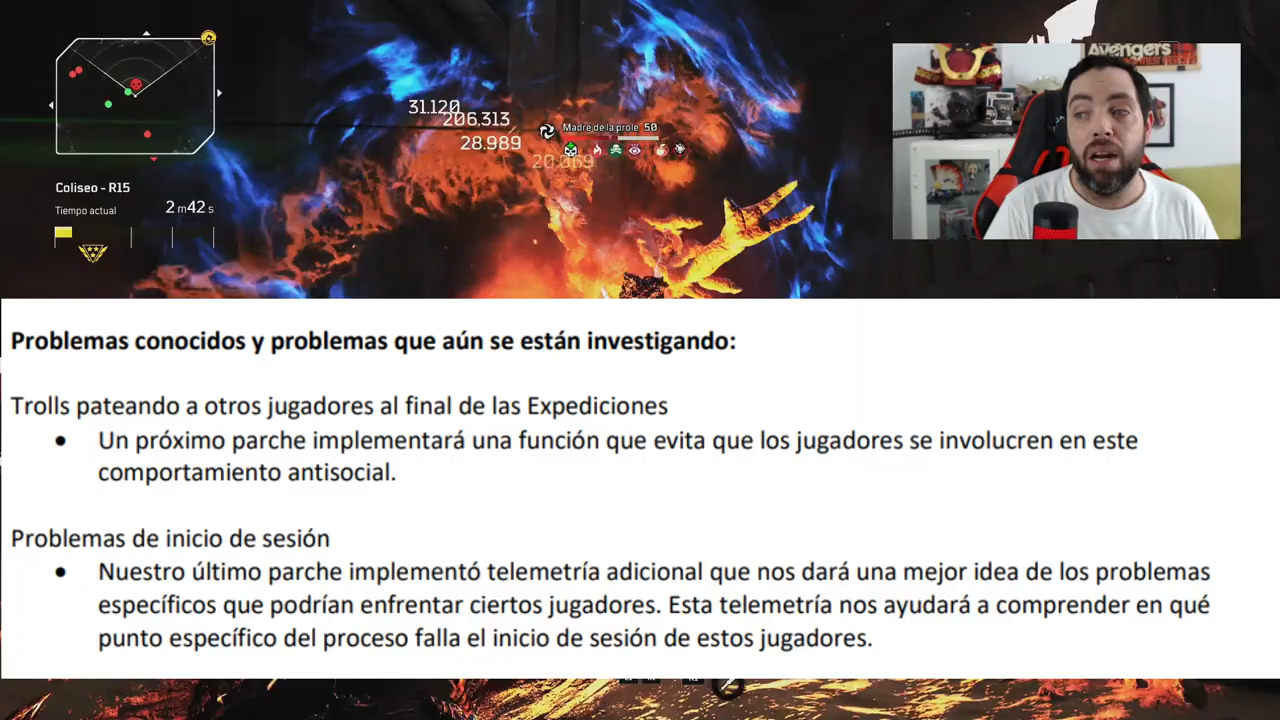 Avengers
31.120
206.313
28.989
20.069
Madre de la prole 50
Coliseo - R15
Tiempo actual 2 m 42 s
Problemas conocidos y problemas que aún se están investigando:
Trolls pateando a otros jugadores al final de las Expediciones
• Un próximo parche implementará una función que evita que los jugadores se involucren en este
comportamiento antisocial.
Problemas de inicio de sesión
• Nuestro último parche implementó telemetría adicional que nos dará una mejor idea de los problemas
específicos que podrían enfrentar ciertos jugadores. Esta telemetría nos ayudará a comprender en qué
punto específico del proceso falla el inicio de sesión de estos jugadores.